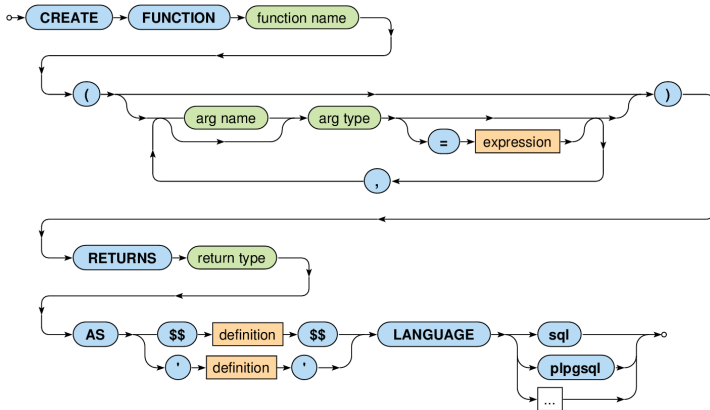 CREATE FUNCTION function name
( )
arg name arg type
= expression
,
RETURNS return type
AS $$ definition $$ LANGUAGE sql
' definition ' plpgsql
...